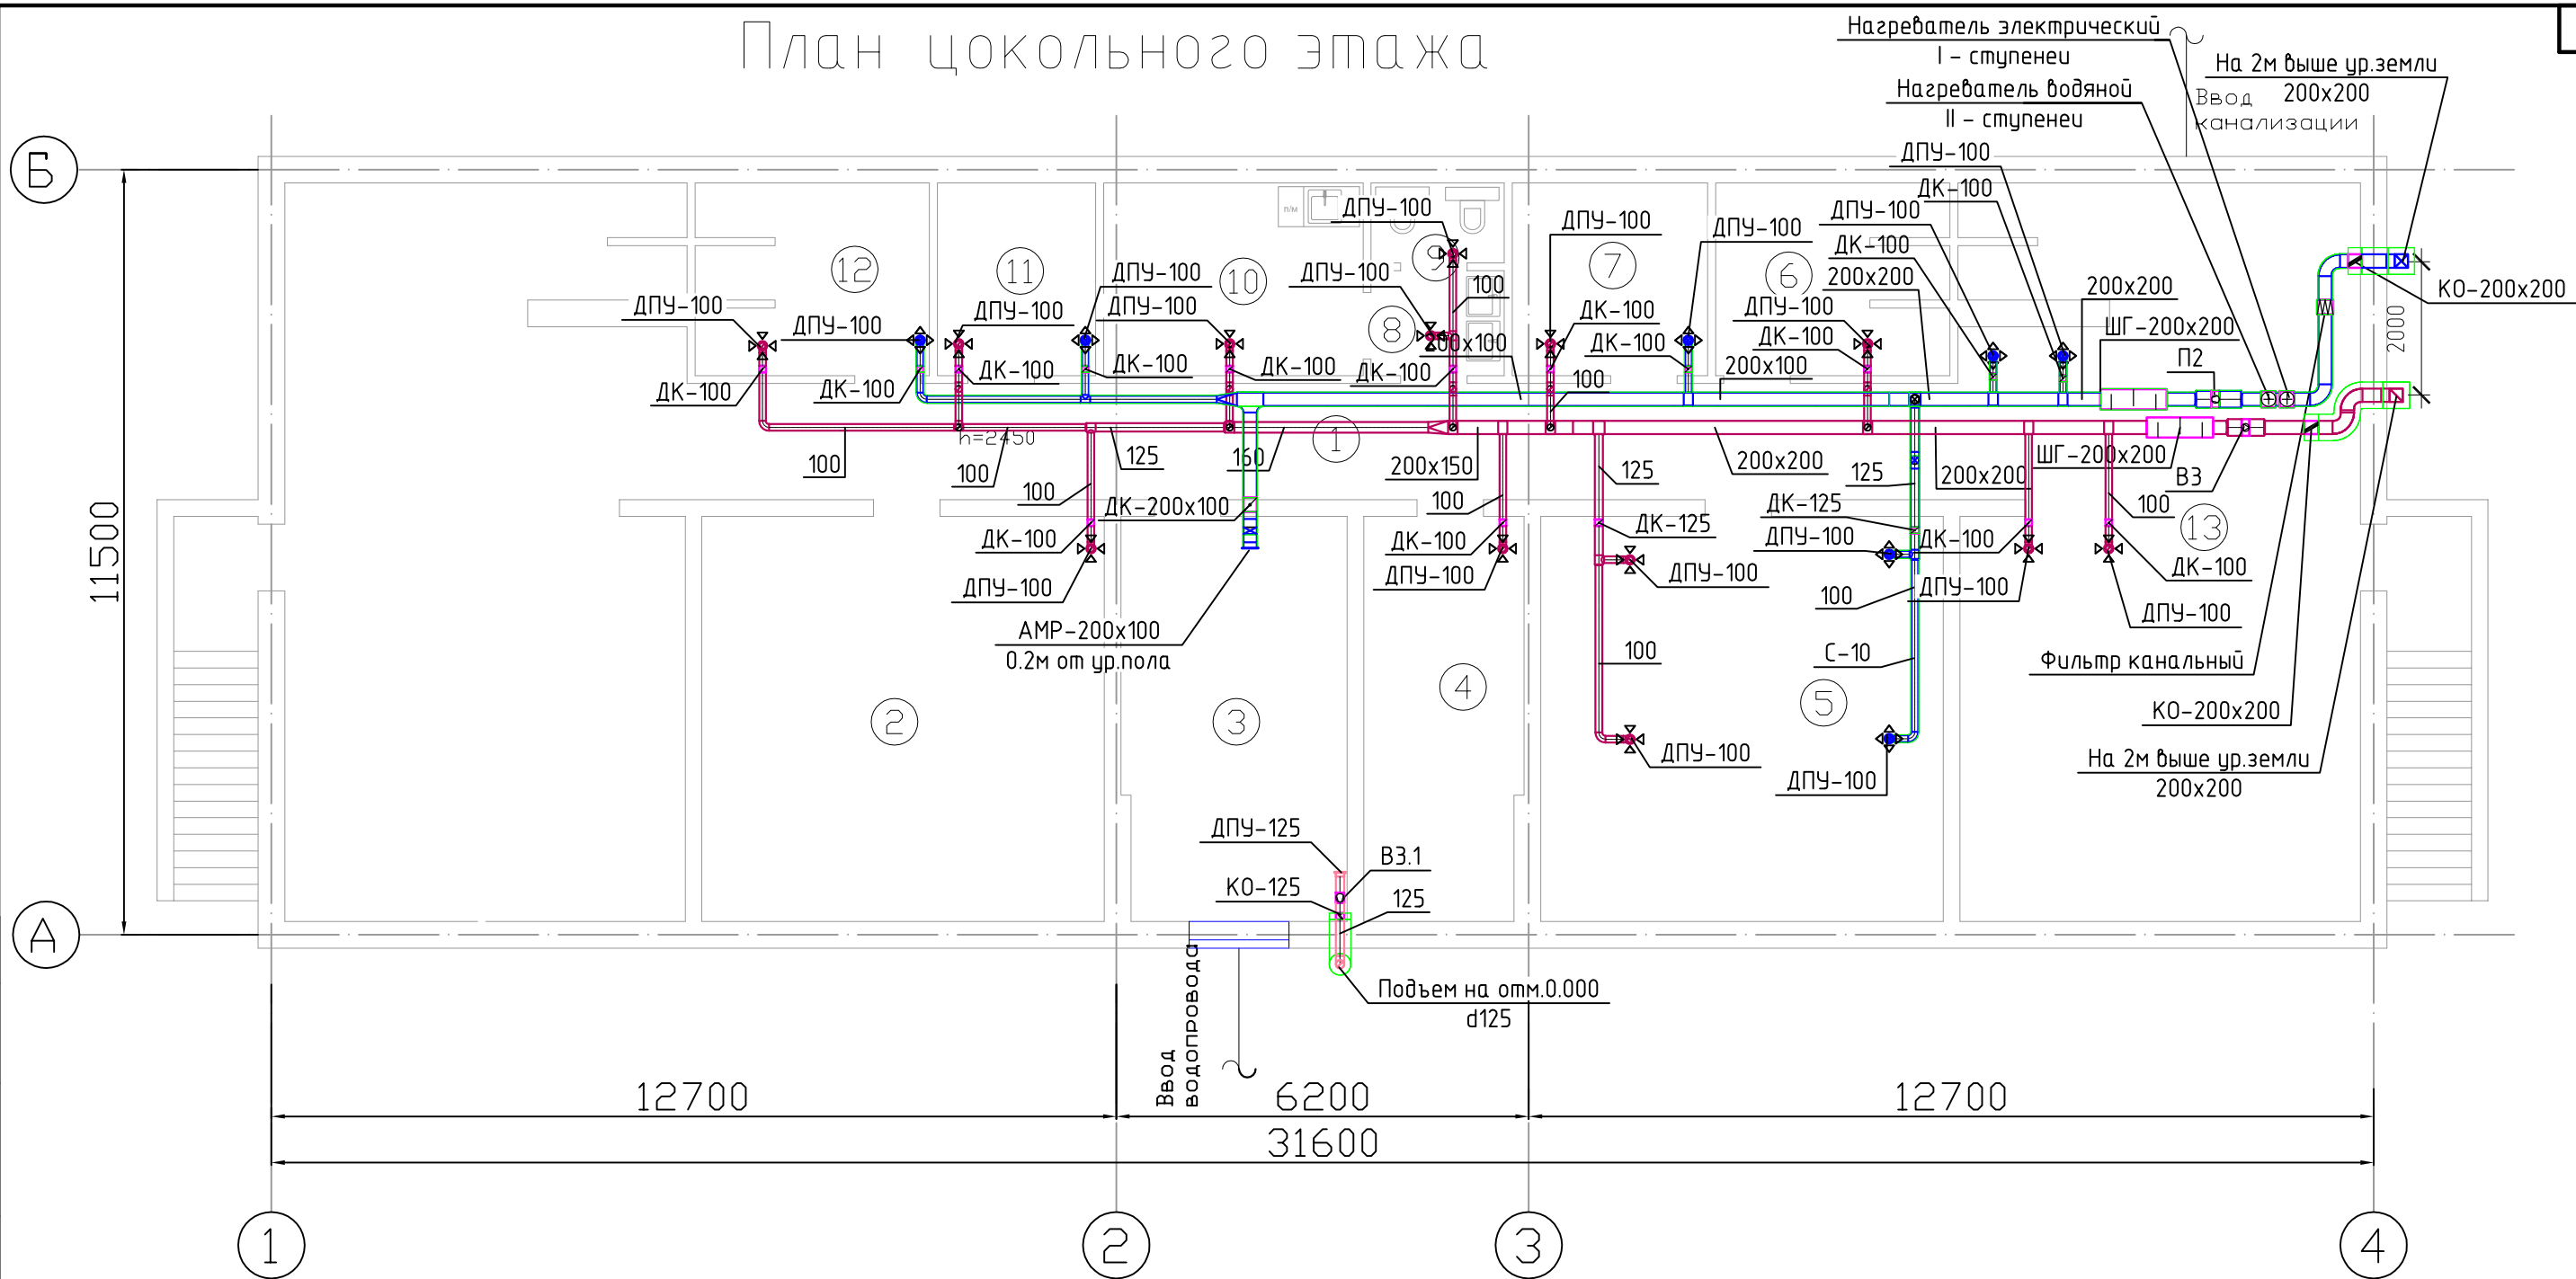 План цокольного этажа
Нагреватель электрический
I - ступеней
Нагреватель водяной
II - ступеней
На 2м выше ур.земли
200х200
Ввод
канализации
Б
ДПУ-100
ДК-100
ДПУ-100
ДК-100
200х200
200х200
КО-200х200
2000
ШГ-200х200
П2
п/м
ДПУ-100
ДПУ-100
ДПУ-100
ДПУ-100
ДПУ-100
ДПУ-100
ДПУ-100
ДПУ-100
ДПУ-100
ДПУ-100
ДПУ-100
12
11
10
9
8
7
6
100
ДК-100
ДК-100
ДК-100
ДК-100
ДК-100
ДК-100
ДК-100
ДК-100
ДК-100
200х100
100
h=2450
1
100
100
125
160
200х150
200х200
125
200х200
ШГ-200х200
В3
100
100
125
100
ДК-200х100
ДК-125
ДК-125
13
ДК-100
ДК-100
ДПУ-100
ДК-100
ДК-100
ДПУ-100
ДПУ-100
ДПУ-100
ДПУ-100
ДПУ-100
100
11500
АМР-200х100
0.2м от ур.пола
100
С-10
Фильтр канальный
2
3
4
5
КО-200х200
ДПУ-100
ДПУ-100
На 2м выше ур.земли
200х200
ДПУ-125
В3.1
КО-125
125
А
Подъем на отм.0.000
d125
Ввод
водопровода
12700
6200
12700
31600
1
2
3
4